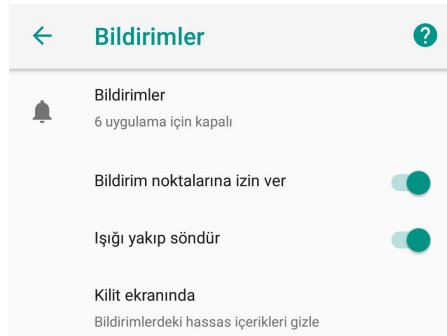 Bildirimler
Bildirimler
6 uygulama için kapalı
Bildirim noktalarına izin ver
Işığı yakıp söndür
Kilit ekranında
Bildirimlerdeki hassas içerikleri gizle